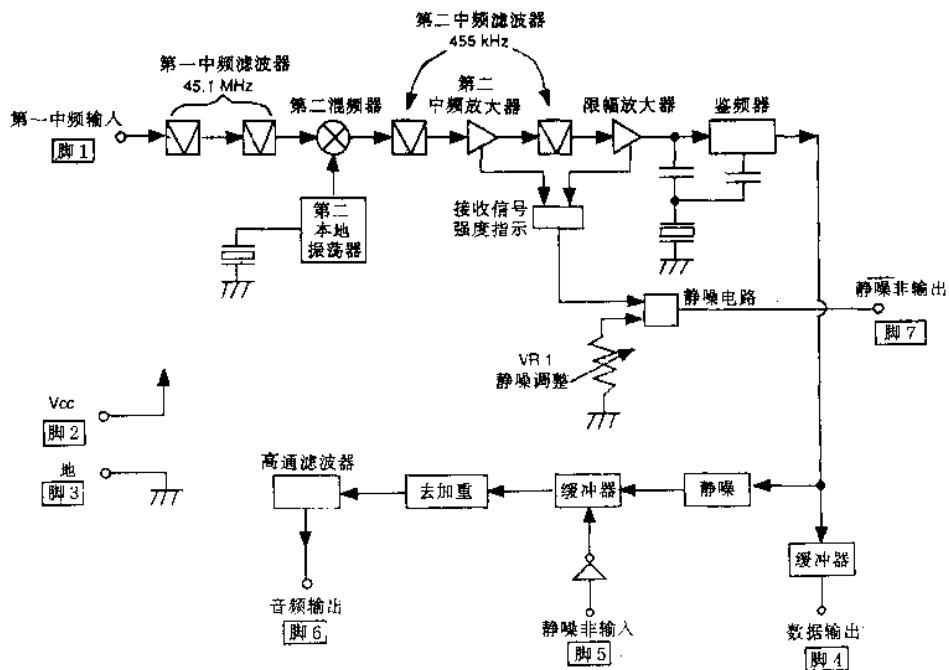 第二中频滤波器
455 kHz
第一中频滤波器
45.1 MHz
第二混频器
第二
中频放大器
限幅放大器
鉴频器
第一中频输入
脚1
第二
本地
振荡器
接收信号
强度指示
静噪电路
静噪非输出
脚7
VR 1
静噪调整
Vcc
脚2
地
脚3
高通滤波器
去加重
缓冲器
静噪
缓冲器
音频输出
脚6
静噪非输入
脚5
数据输出
脚4